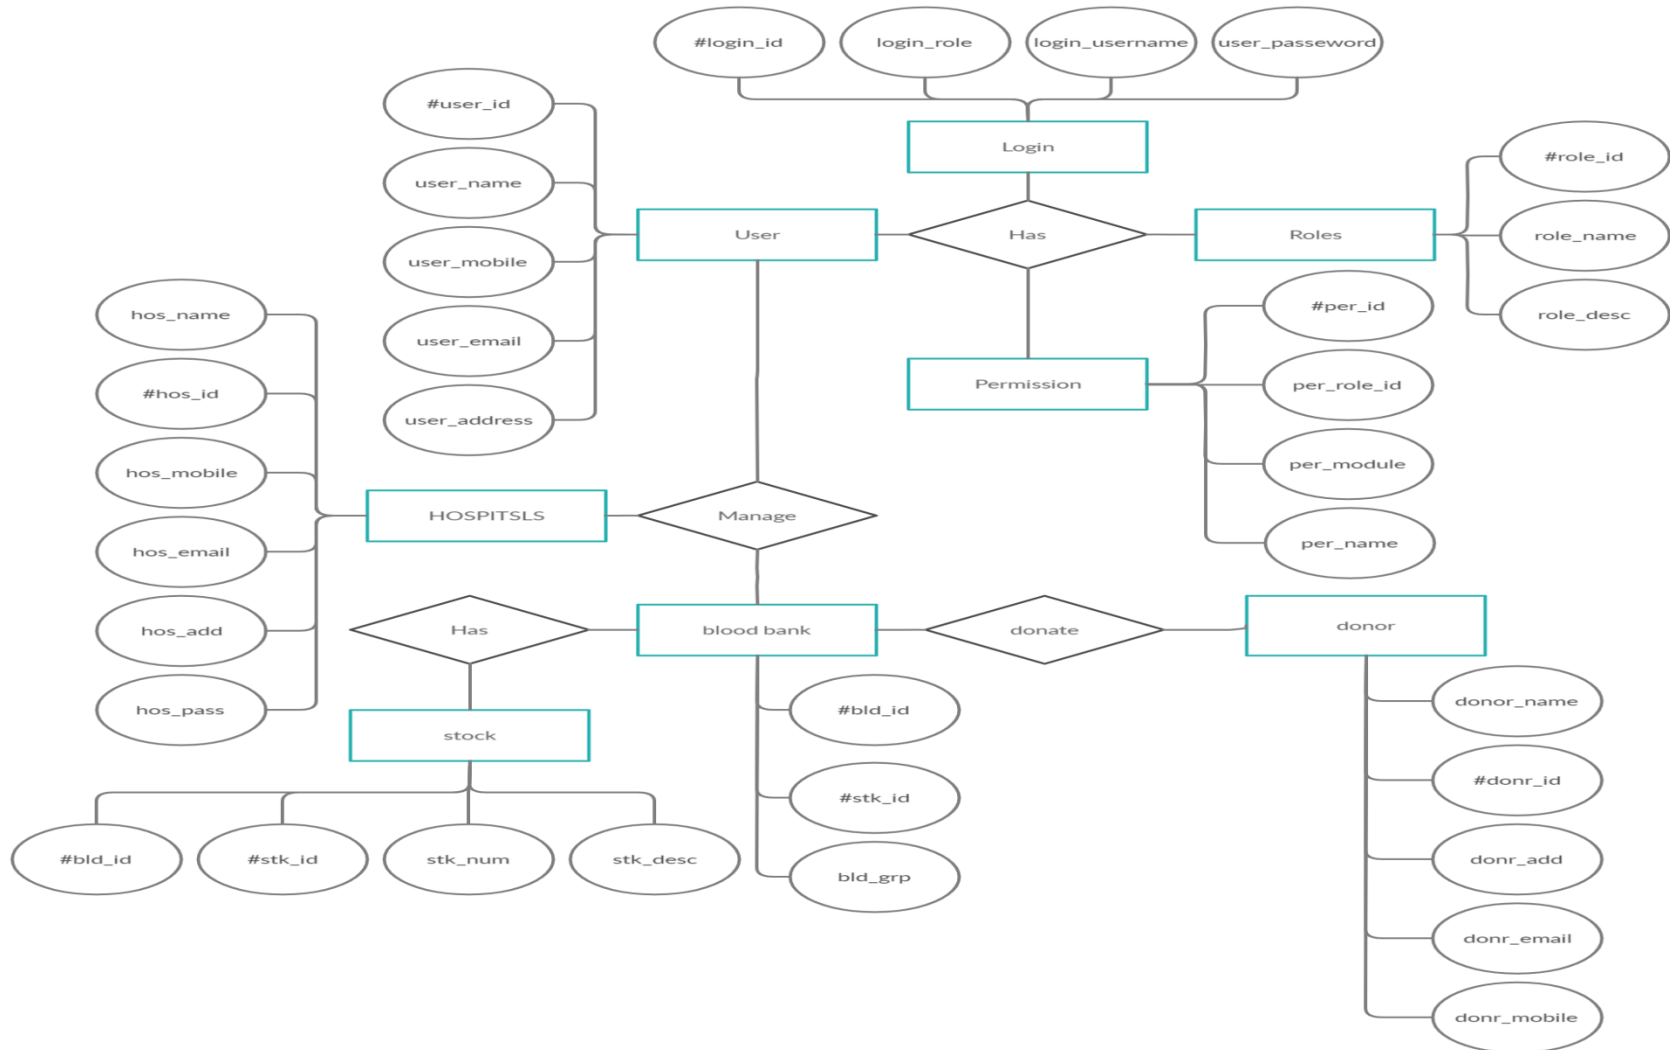 #login_id
login_role
login_username
user_passeword
Login
#user_id
user_name
user_mobile
user_email
user_address
User
Has
Roles
#role_id
role_name
role_desc
Permission
#per_id
per_role_id
per_module
per_name
hos_name
#hos_id
hos_mobile
hos_email
hos_add
hos_pass
HOSPITSLS
Manage
Has
blood bank
donate
donor
#bld_id
#stk_id
bld_grp
stock
#bld_id
#stk_id
stk_num
stk_desc
donor_name
#donr_id
donr_add
donr_email
donr_mobile